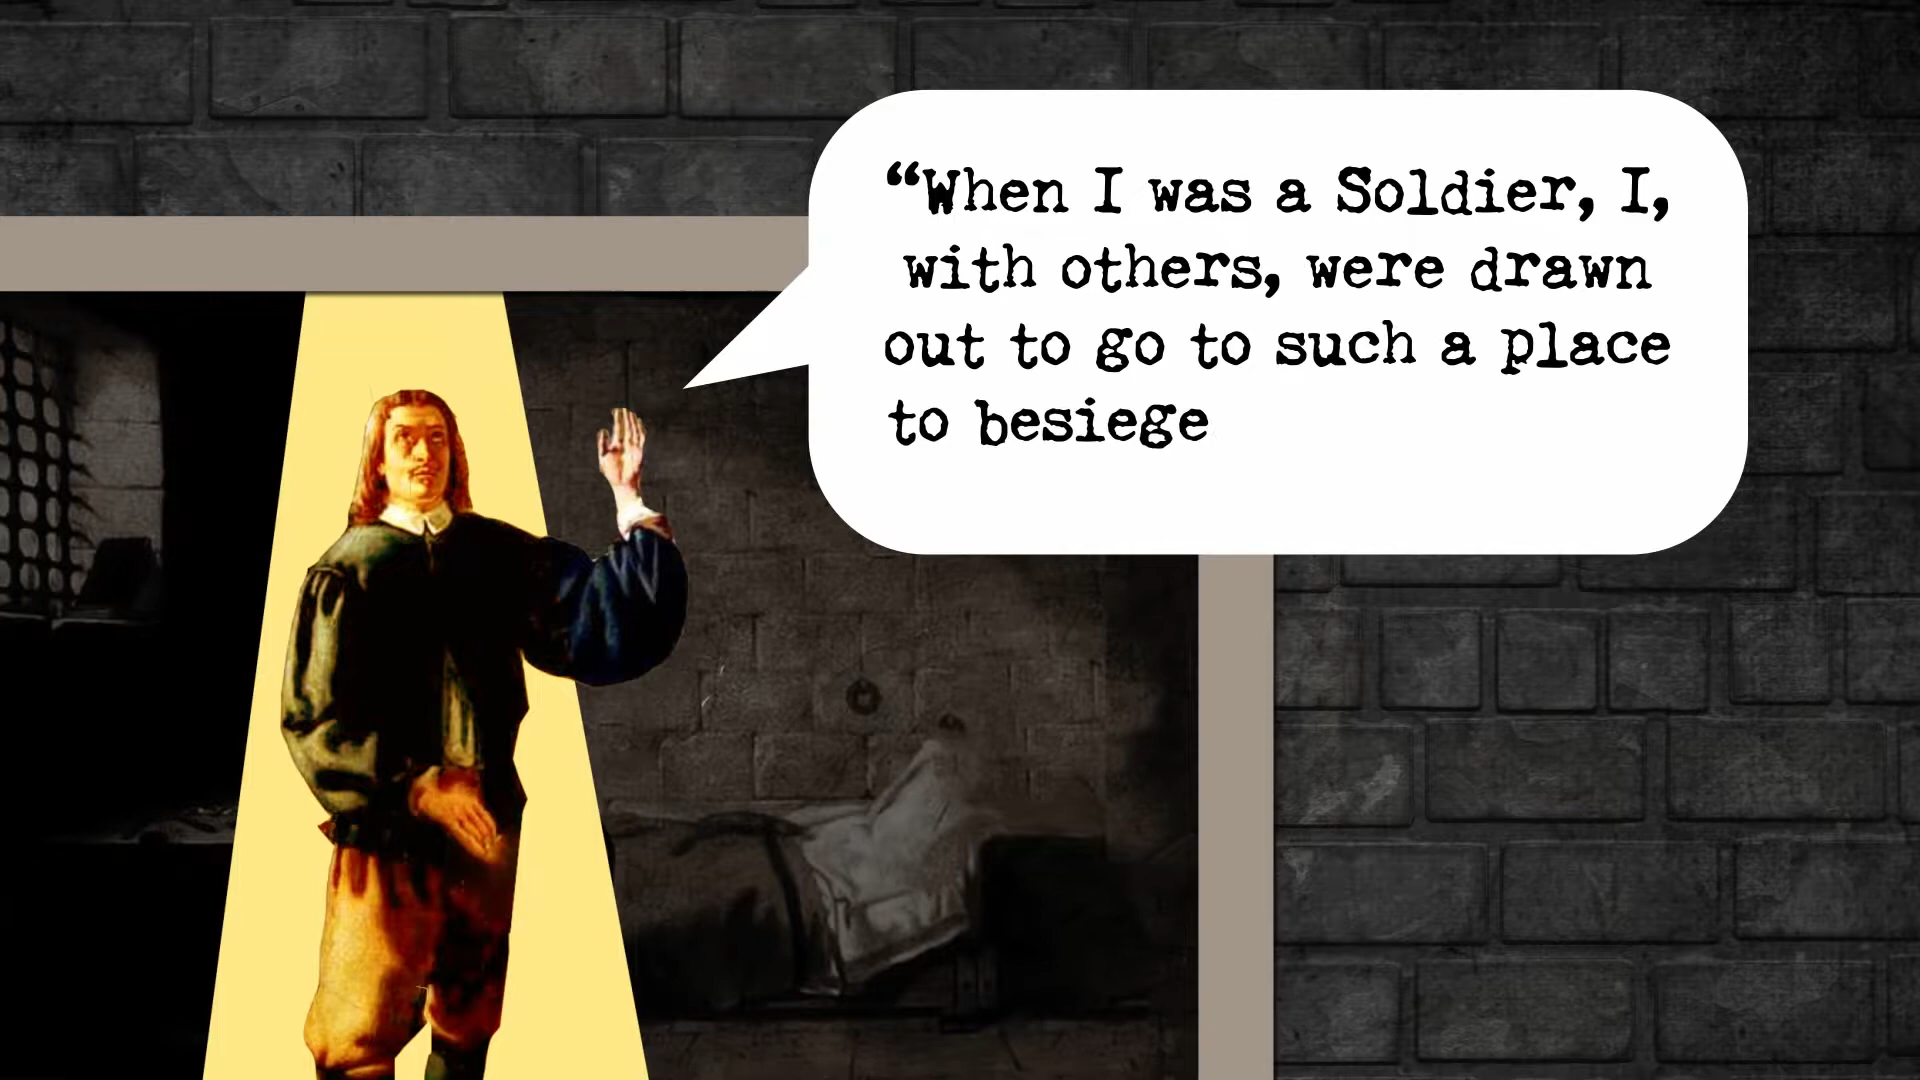 “When I was a Soldier, I,
with others, were drawn
out to go to such a place
to besiege